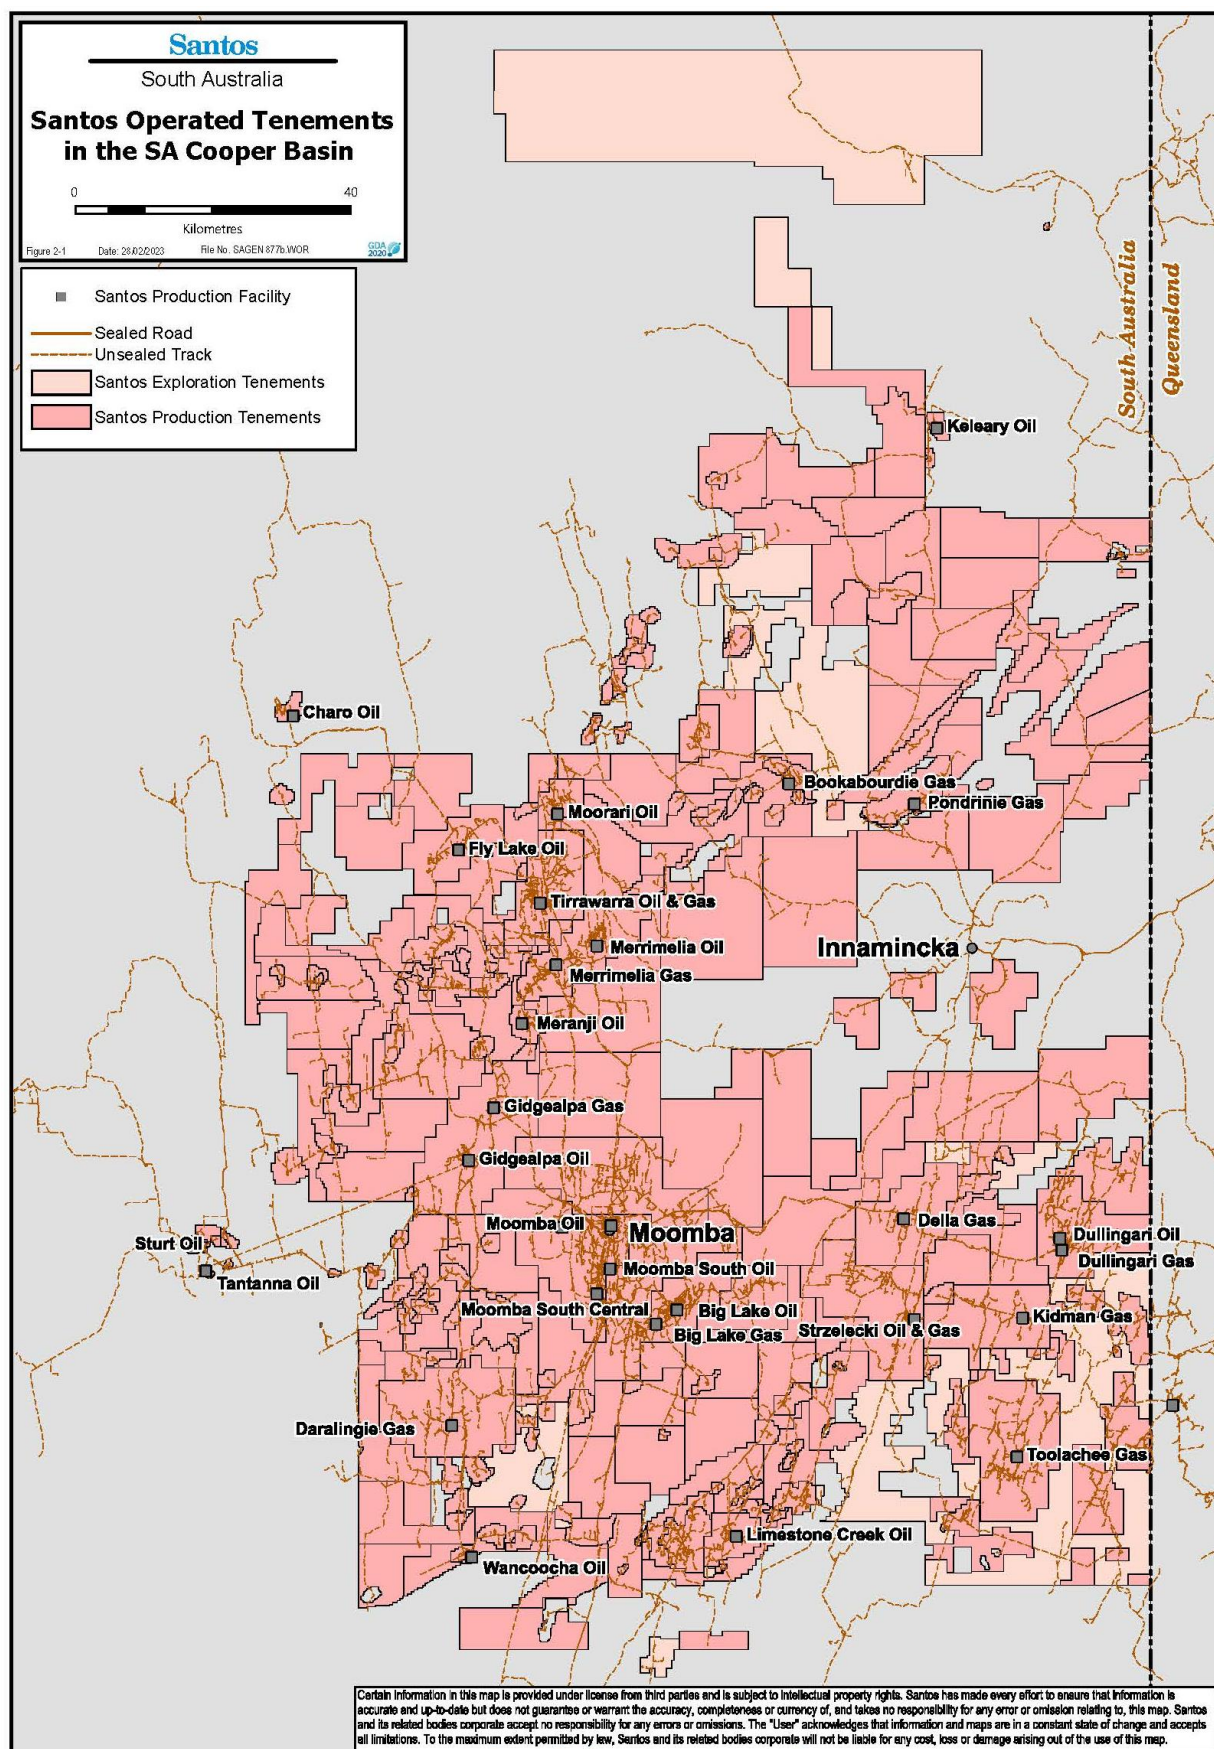 Santos
South Australia
Santos Operated Tenements
in the SA Cooper Basin
0 40
Kilometres
Figure 2-1 Date: 28/02/2023 File No. SAGEN 877b.WOR GDA
2020
Santos Production Facility
Sealed Road
Unsealed Track
Santos Exploration Tenements
Santos Production Tenements
South Australia
Queensland
Keleary Oil
Charo Oil
Bookabourdie Gas
Pondrinie Gas
Moorari Oil
Fly Lake Oil
Tirrawarra Oil & Gas
Merrimelia Oil
Innamincka
Merrimelia Gas
Meranji Oil
Gidgealpa Gas
Gidgealpa Oil
Moomba Oil
Moomba
Della Gas
Dullingari Oil
Dullingari Gas
Sturt Oil
Tantanna Oil
Moomba South Oil
Moomba South Central
Big Lake Oil
Big Lake Gas
Strzelecki Oil & Gas
Kidman Gas
Daralingie Gas
Toolachee Gas
Limestone Creek Oil
Wancoocha Oil
Certain information in this map is provided under license from third parties and is subject to intellectual property rights. Santos has made every effort to ensure that information is
accurate and up-to-date but does not guarantee or warrant the accuracy, completeness or currency of, and takes no responsibility for any error or omission relating to, this map. Santos
and its related bodies corporate accept no responsibility for any errors or omissions. The "User" acknowledges that information and maps are in a constant state of change and accepts
all limitations. To the maximum extent permitted by law, Santos and its related bodies corporate will not be liable for any cost, loss or damage arising out of the use of this map.